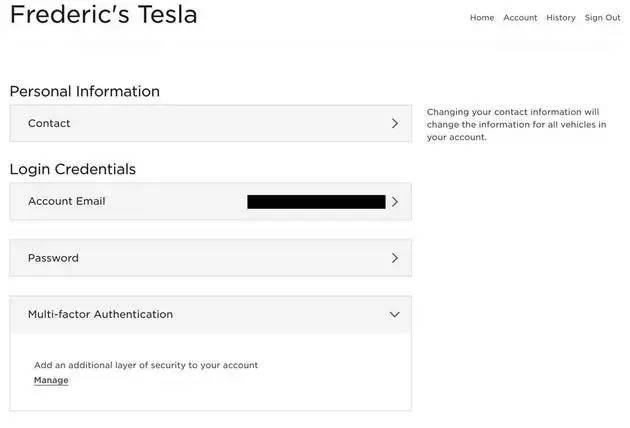 Frederic's Tesla
Home Account History Sign Out
Personal Information
Contact
Changing your contact information will
change the information for all vehicles in
your account.
Login Credentials
Account Email
Password
Multi-factor Authentication
Add an additional layer of security to your account
Manage